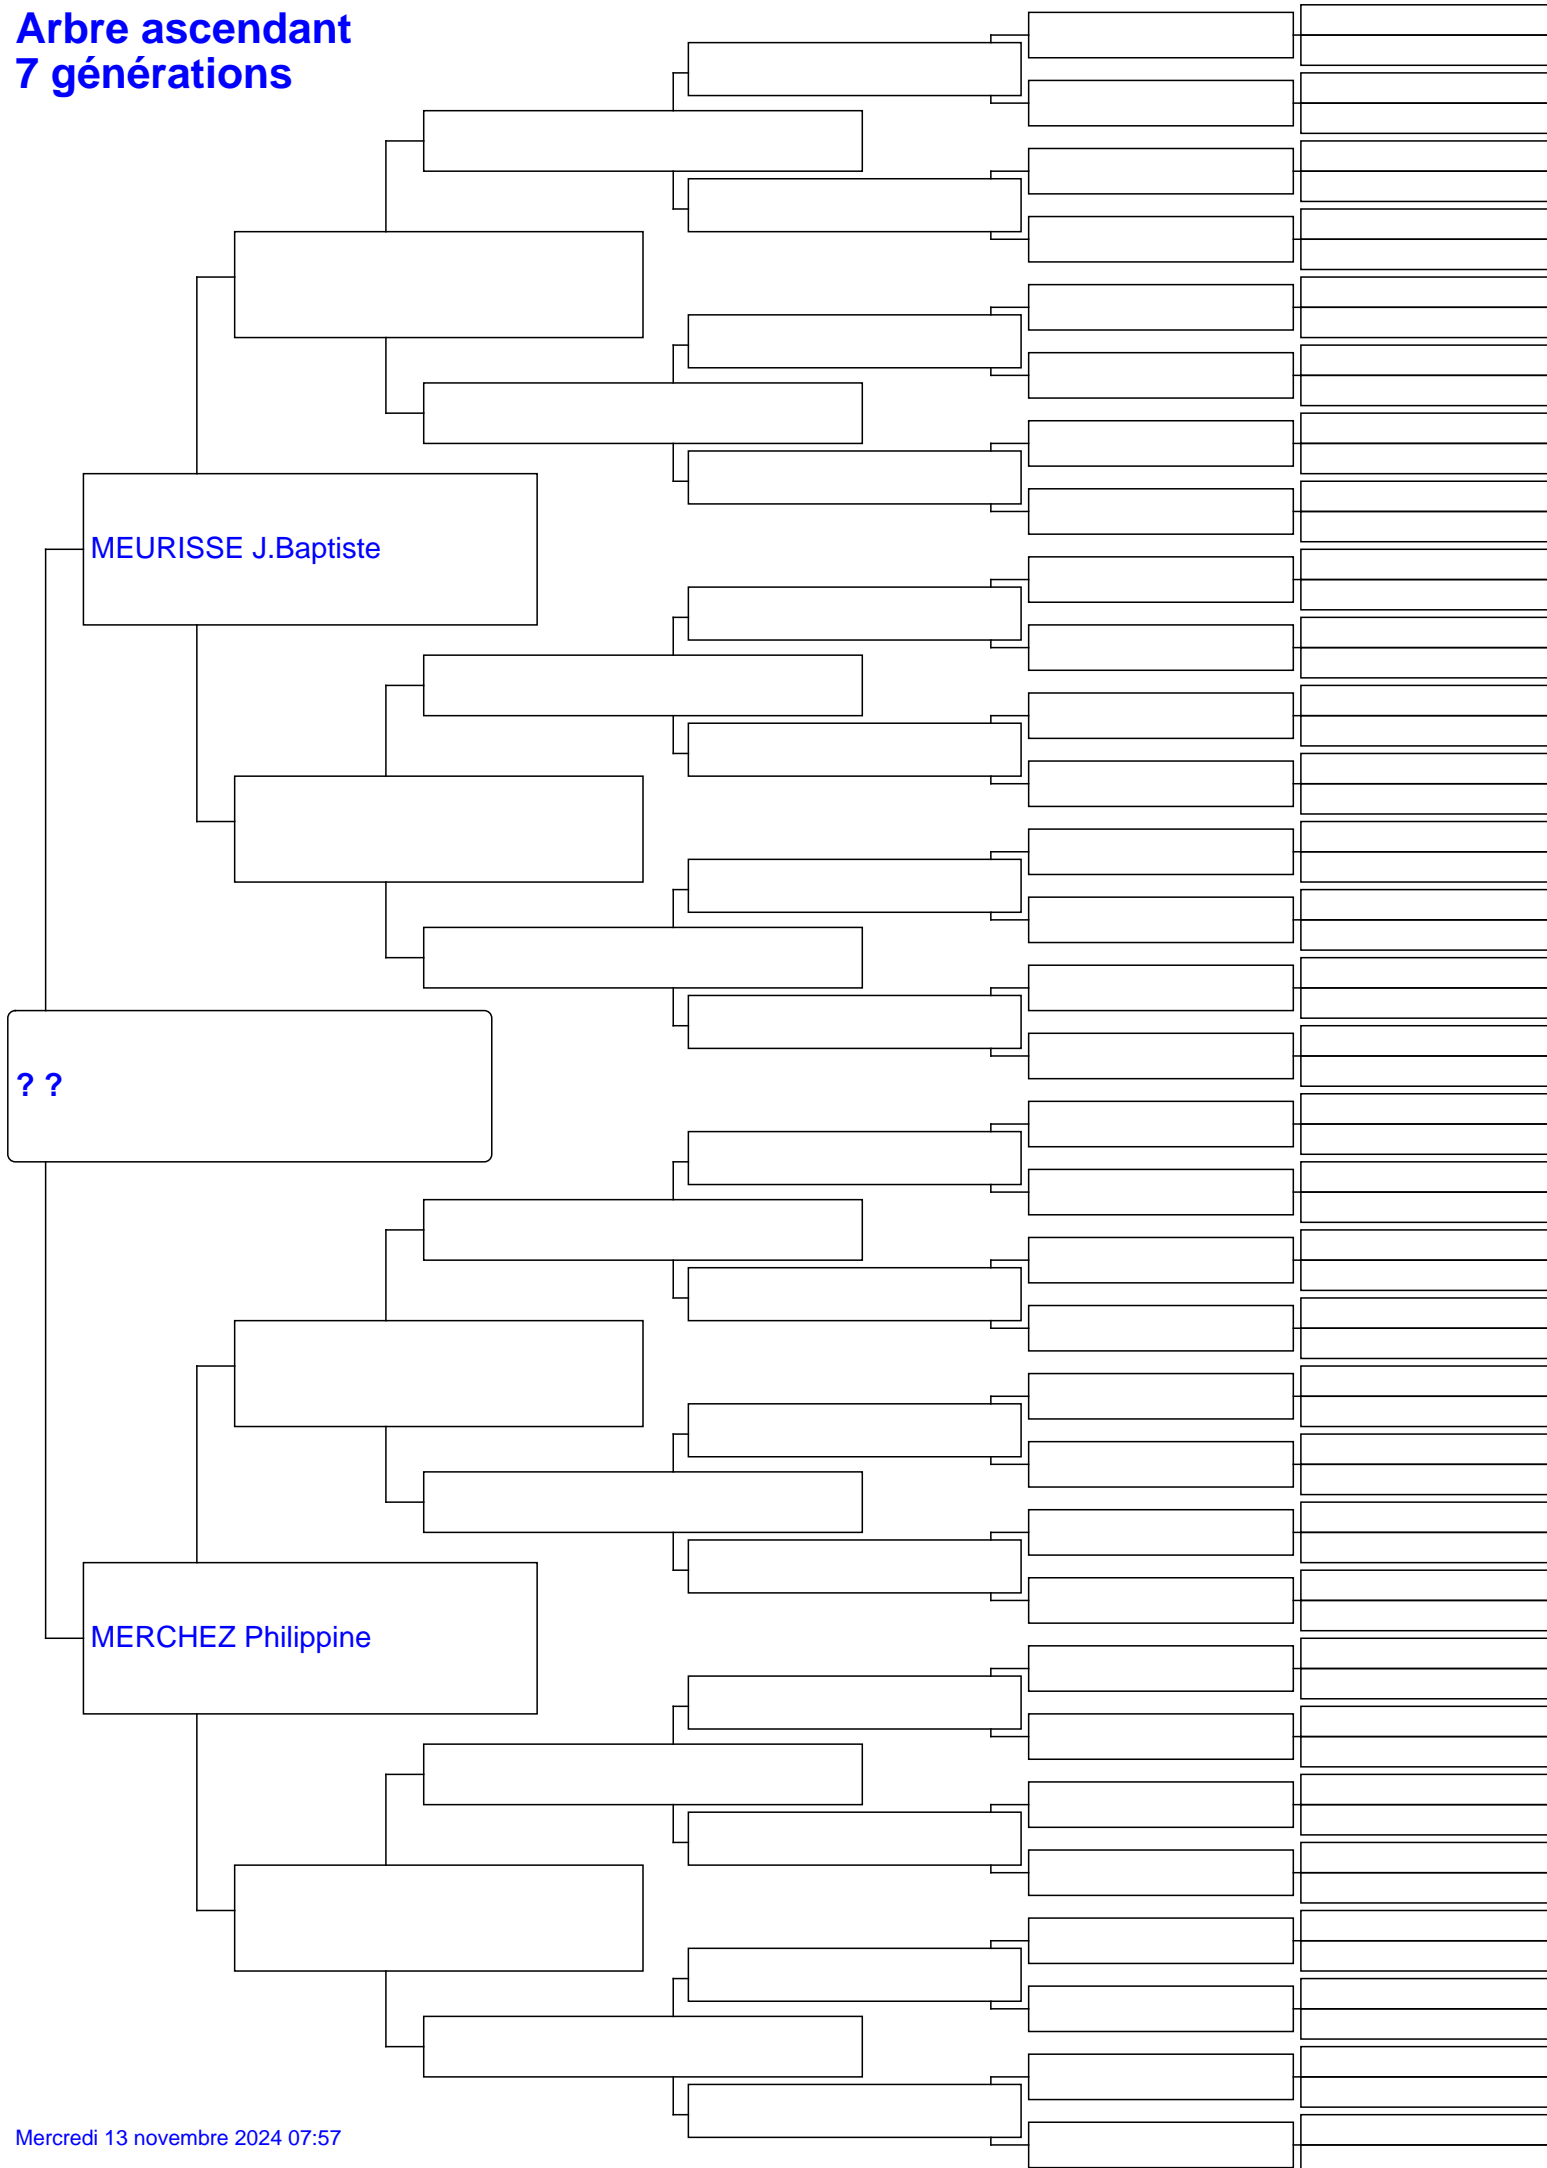 Arbre ascendant
7 générations
MEURISSE J.Baptiste
? ?
MERCHEZ Philippine
Mercredi 13 novembre 2024 07:57